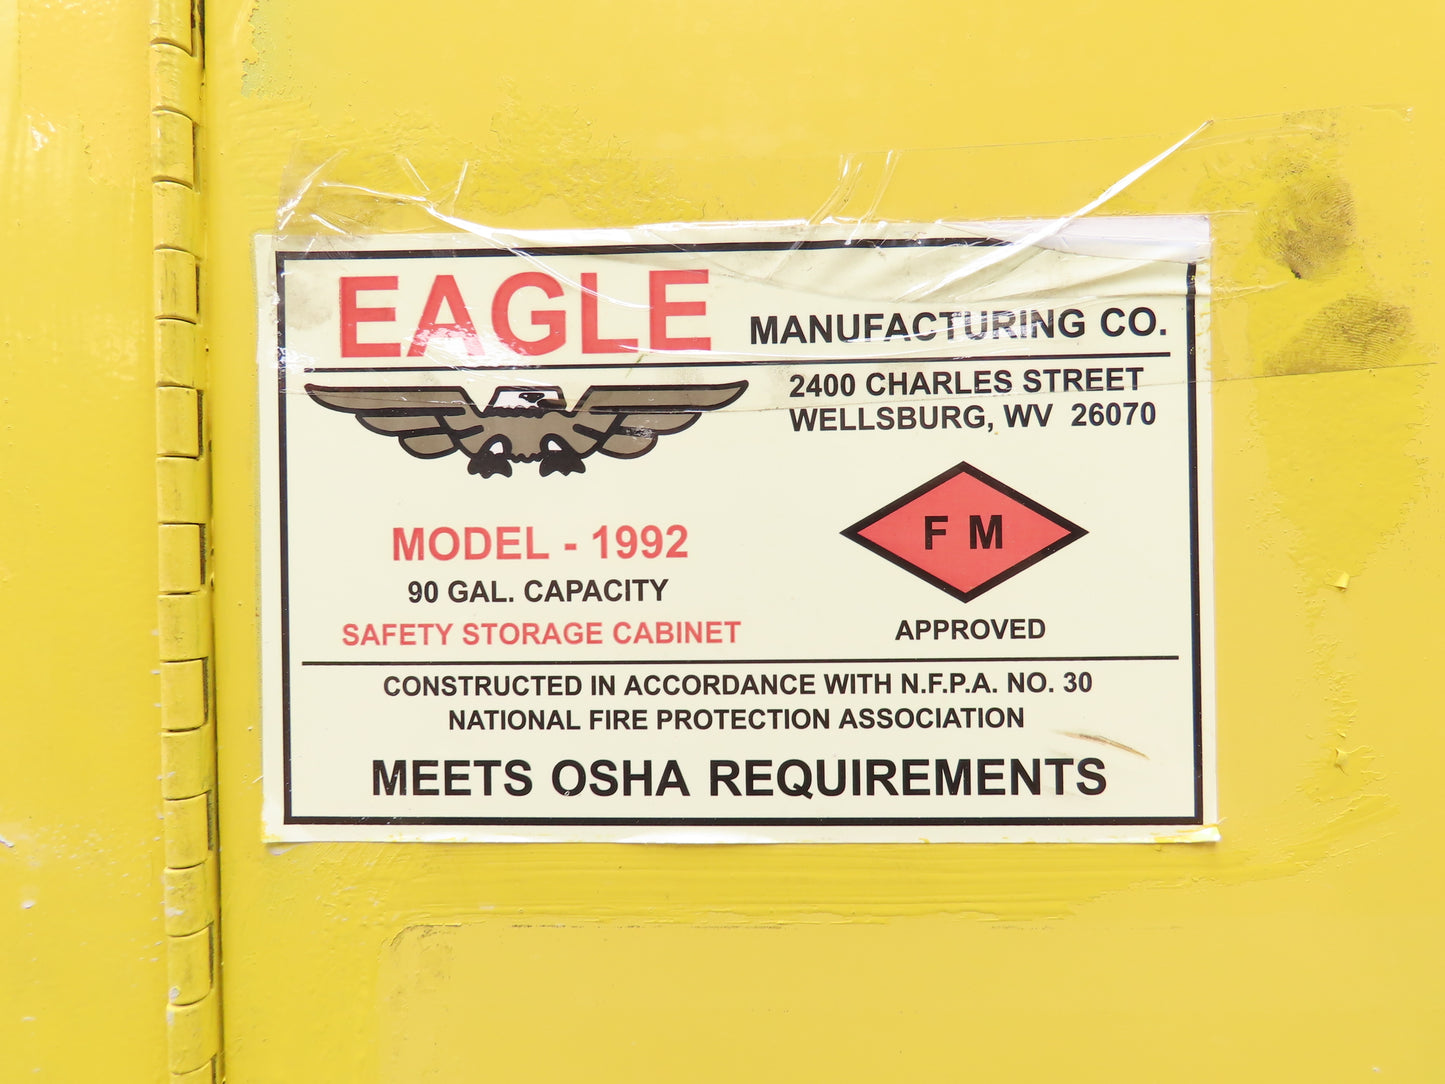 EAGLE MANUFACTURING CO.
2400 CHARLES STREET
WELLSBURG, WV 26070
MODEL - 1992
90 GAL. CAPACITY
SAFETY STORAGE CABINET
F M
APPROVED
CONSTRUCTED IN ACCORDANCE WITH N.F.P.A. NO. 30
NATIONAL FIRE PROTECTION ASSOCIATION
MEETS OSHA REQUIREMENTS